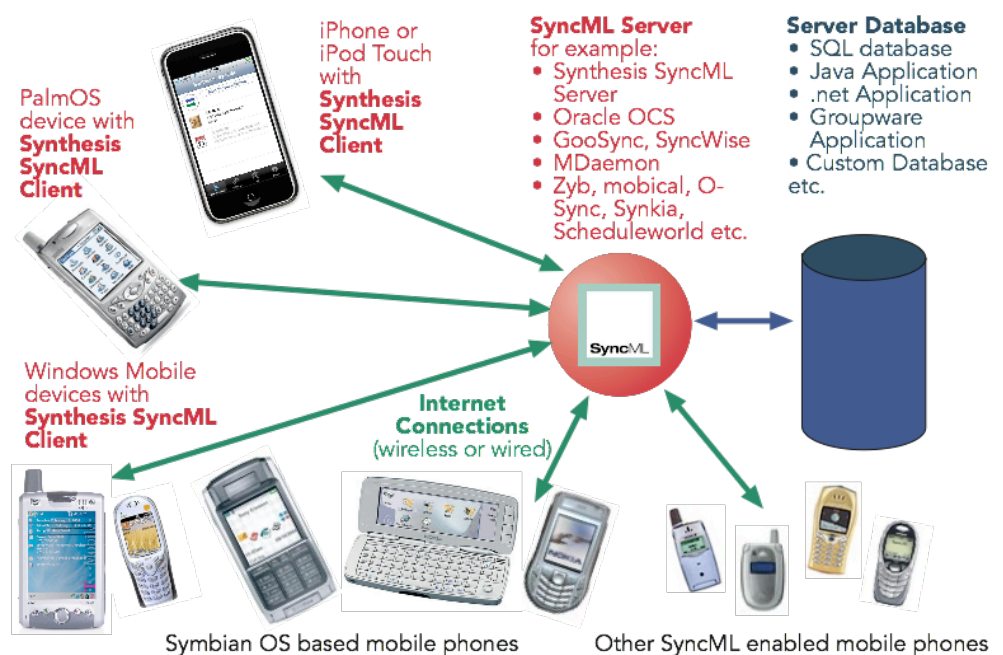 iPhone or
iPod Touch
with
Synthesis
SyncML
Client
SyncML Server
for example:
• Synthesis SyncML
Server
• Oracle OCS
• GooSync, SyncWise
• MDaemon
• Zyb, mobical, O-
Sync, Synkia,
Scheduleworld etc.
Server Database
• SQL database
• Java Application
• .net Application
• Groupware
Application
• Custom Database
etc.
PalmOS
device with
Synthesis
SyncML
Client
SyncML
Windows Mobile
devices with
Synthesis SyncML
Client
Internet
Connections
(wireless or wired)
NOKIA
Symbian OS based mobile phones
Other SyncML enabled mobile phones